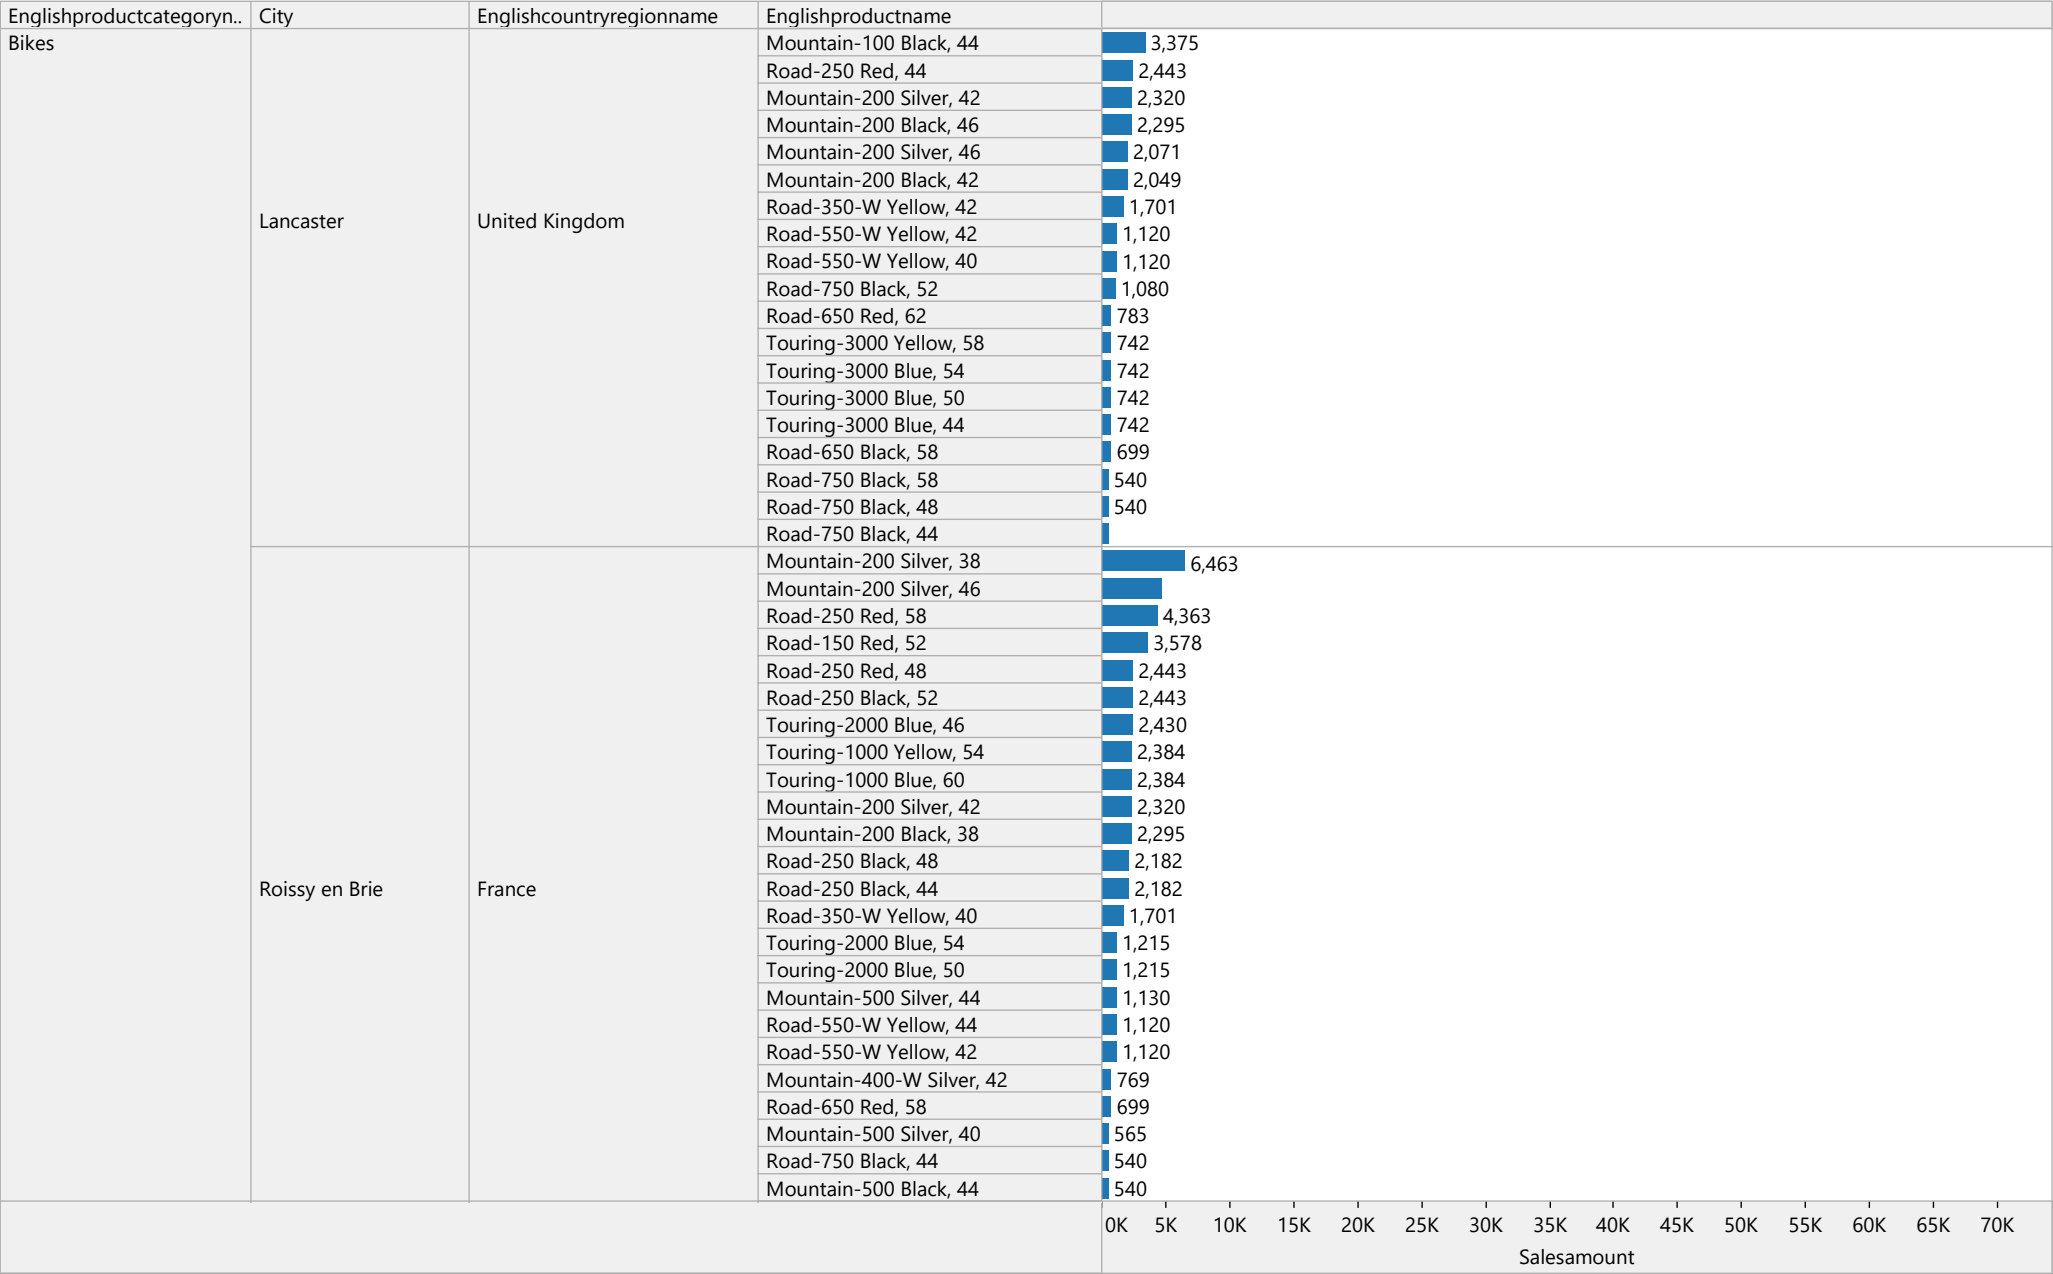 Englishproductcategoryn.. City Englishcountryregionname Englishproductname
Bikes
Lancaster United Kingdom
Mountain-100 Black, 44 3,375
Road-250 Red, 44 2,443
Mountain-200 Silver, 42 2,320
Mountain-200 Black, 46 2,295
Mountain-200 Silver, 46 2,071
Mountain-200 Black, 42 2,049
Road-350-W Yellow, 42 1,701
Road-550-W Yellow, 42 1,120
Road-550-W Yellow, 40 1,120
Road-750 Black, 52 1,080
Road-650 Red, 62 783
Touring-3000 Yellow, 58 742
Touring-3000 Blue, 54 742
Touring-3000 Blue, 50 742
Touring-3000 Blue, 44 742
Road-650 Black, 58 699
Road-750 Black, 58 540
Road-750 Black, 48 540
Road-750 Black, 44
Roissy en Brie France
Mountain-200 Silver, 38 6,463
Mountain-200 Silver, 46
Road-250 Red, 58 4,363
Road-150 Red, 52 3,578
Road-250 Red, 48 2,443
Road-250 Black, 52 2,443
Touring-2000 Blue, 46 2,430
Touring-1000 Yellow, 54 2,384
Touring-1000 Blue, 60 2,384
Mountain-200 Silver, 42 2,320
Mountain-200 Black, 38 2,295
Road-250 Black, 48 2,182
Road-250 Black, 44 2,182
Road-350-W Yellow, 40 1,701
Touring-2000 Blue, 54 1,215
Touring-2000 Blue, 50 1,215
Mountain-500 Silver, 44 1,130
Road-550-W Yellow, 44 1,120
Road-550-W Yellow, 42 1,120
Mountain-400-W Silver, 42 769
Road-650 Red, 58 699
Mountain-500 Silver, 40 565
Road-750 Black, 44 540
Mountain-500 Black, 44 540
0K 5K 10K 15K 20K 25K 30K 35K 40K 45K 50K 55K 60K 65K 70K
Salesamount